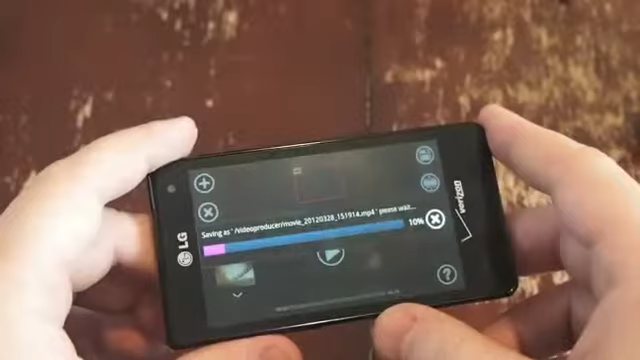 LG
Saving as ' /videoproducer/movie_20120328_151914.mp4 ' please wait...
10%
?
verizon